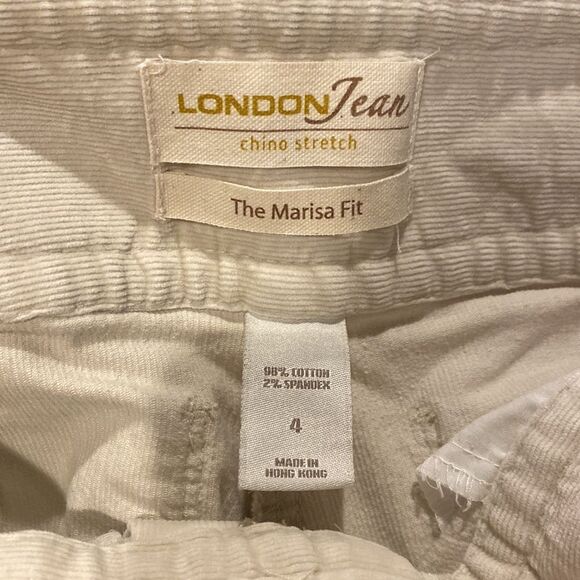 LONDON Jean
chino stretch
The Marisa Fit
98% COTTON
2% SPANDEX
4
MADE IN
HONG KONG